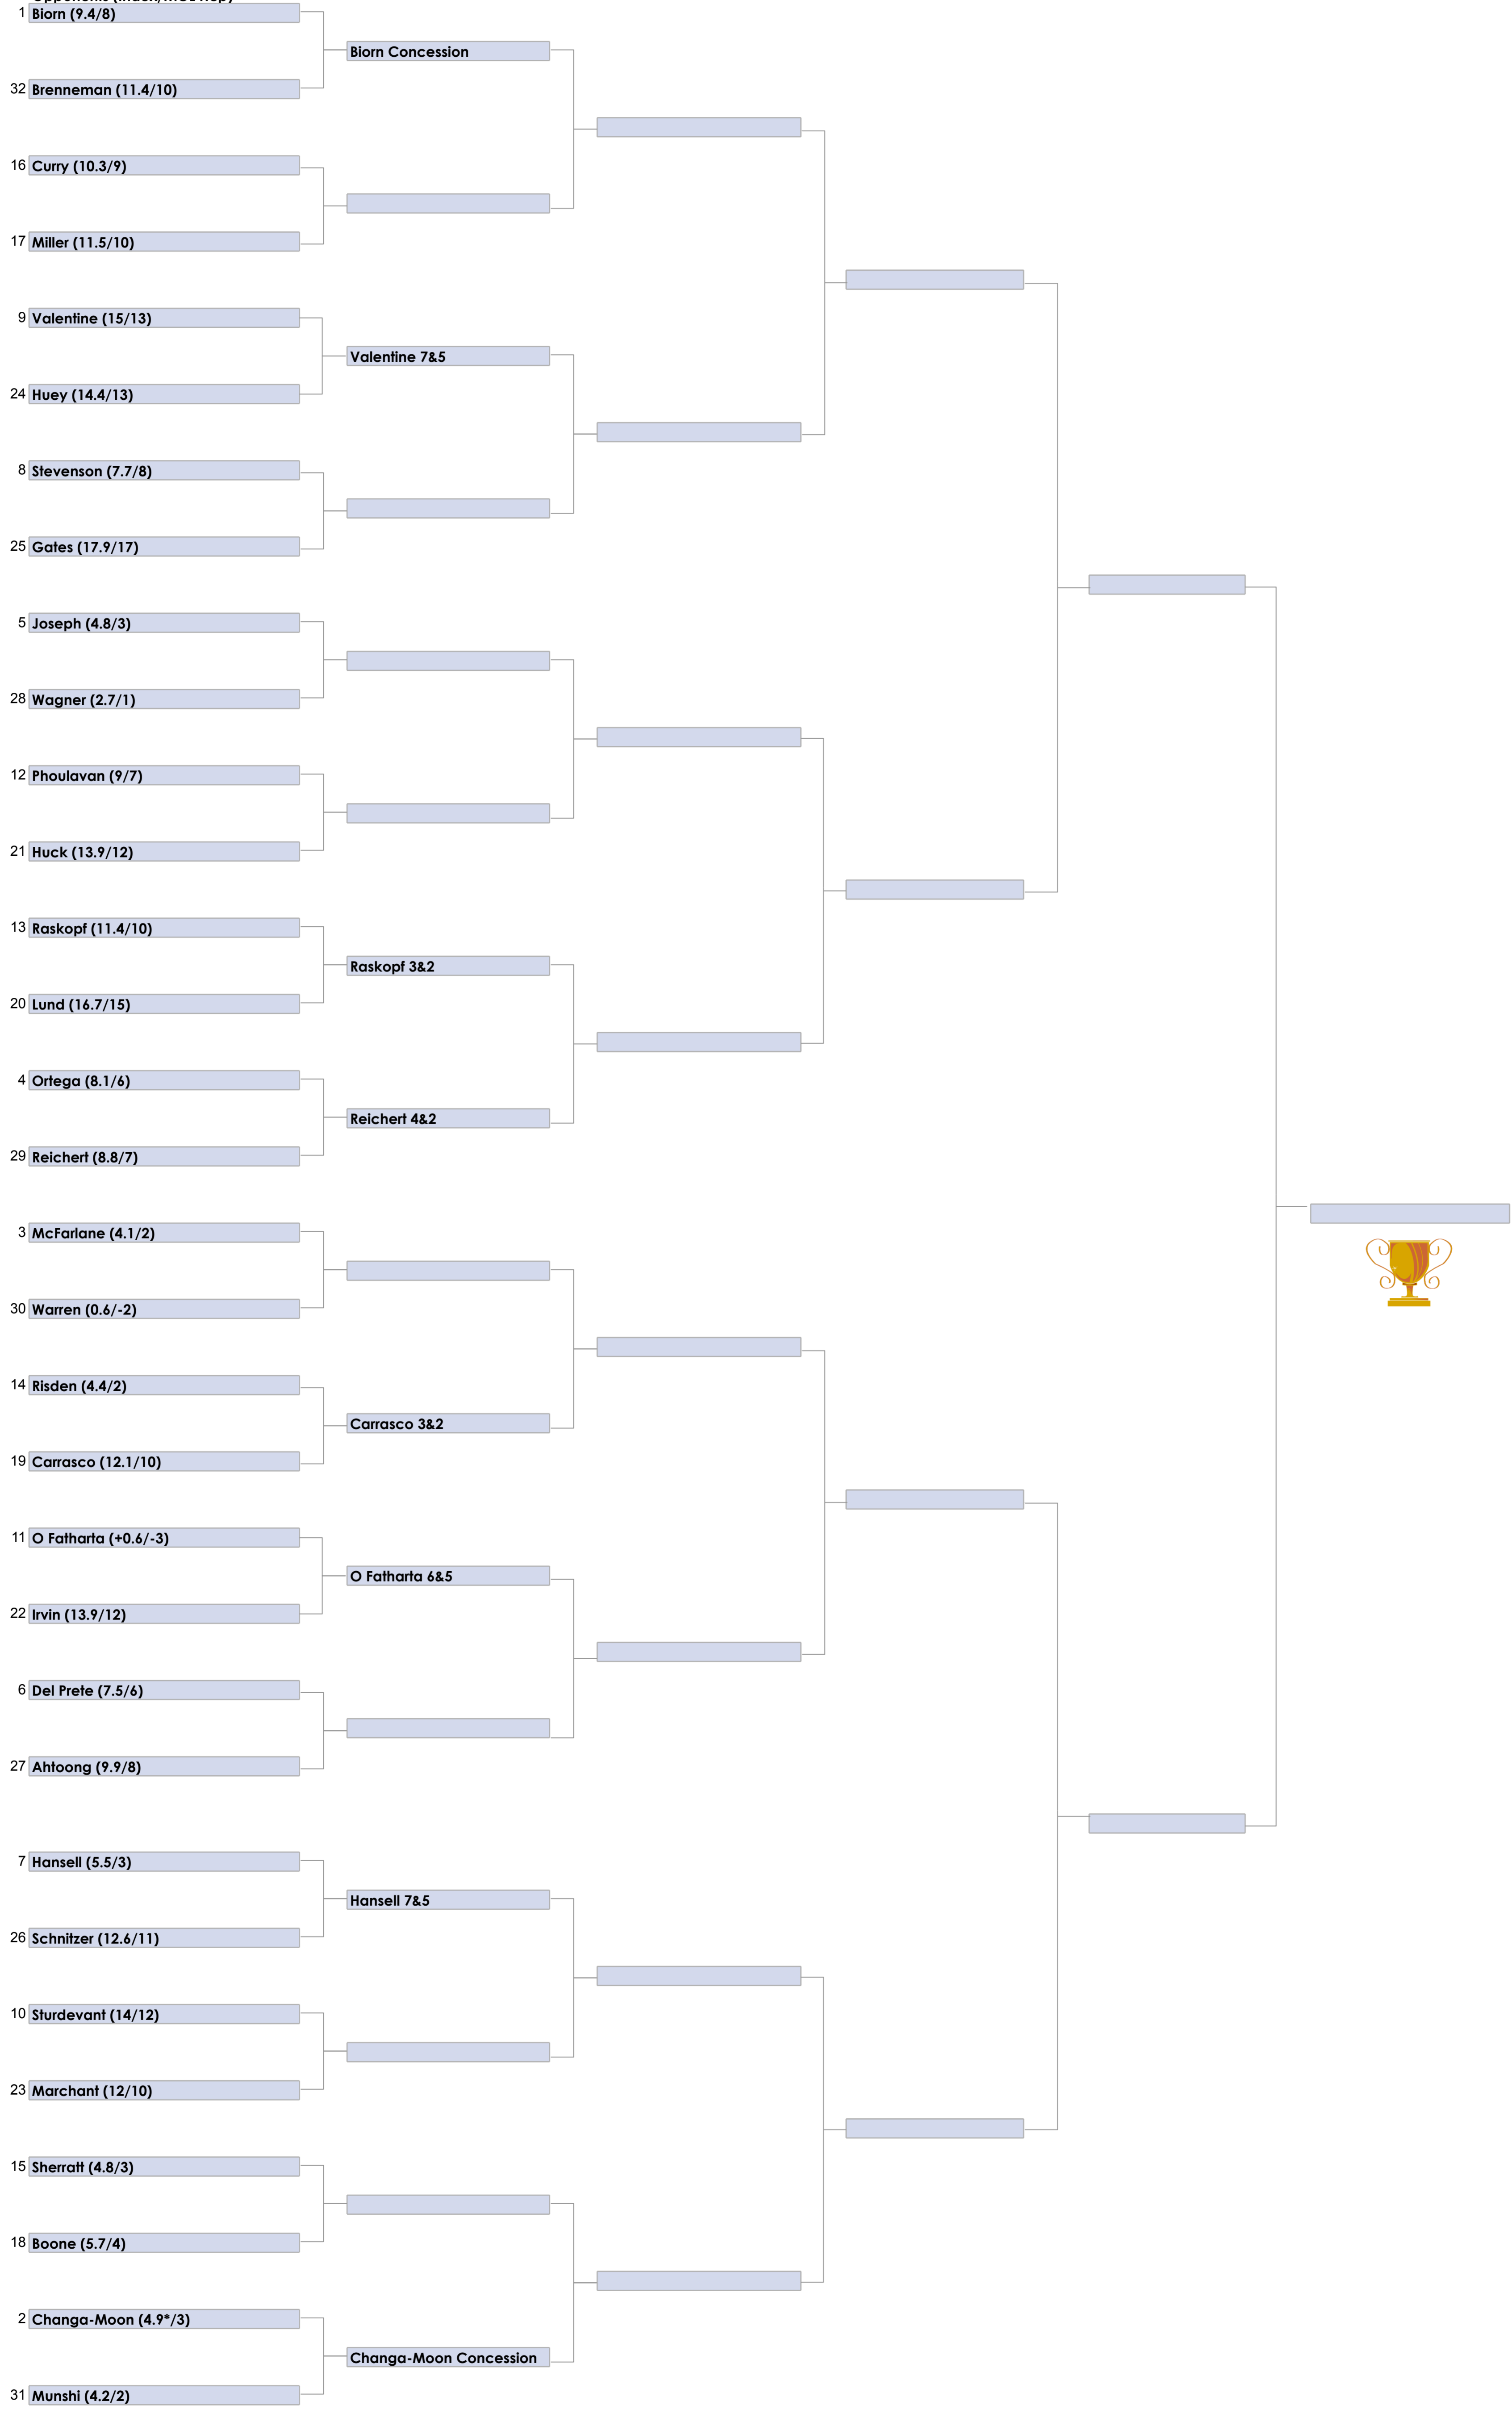 1 Biorn (9.4/8)
Biorn Concession
32 Brenneman (11.4/10)
16 Curry (10.3/9)
17 Miller (11.5/10)
9 Valentine (15/13)
Valentine 7&5
24 Huey (14.4/13)
8 Stevenson (7.7/8)
25 Gates (17.9/17)
5 Joseph (4.8/3)
28 Wagner (2.7/1)
12 Phoulavan (9/7)
21 Huck (13.9/12)
13 Raskopf (11.4/10)
Raskopf 3&2
20 Lund (16.7/15)
4 Ortega (8.1/6)
Reichert 4&2
29 Reichert (8.8/7)
3 McFarlane (4.1/2)
30 Warren (0.6/-2)
14 Risden (4.4/2)
Carrasco 3&2
19 Carrasco (12.1/10)
11 O Fatharta (+0.6/-3)
O Fatharta 6&5
22 Irvin (13.9/12)
6 Del Prete (7.5/6)
27 Ahtoong (9.9/8)
7 Hansell (5.5/3)
Hansell 7&5
26 Schnitzer (12.6/11)
10 Sturdevant (14/12)
23 Marchant (12/10)
15 Sherratt (4.8/3)
18 Boone (5.7/4)
2 Changa-Moon (4.9*/3)
Changa-Moon Concession
31 Munshi (4.2/2)